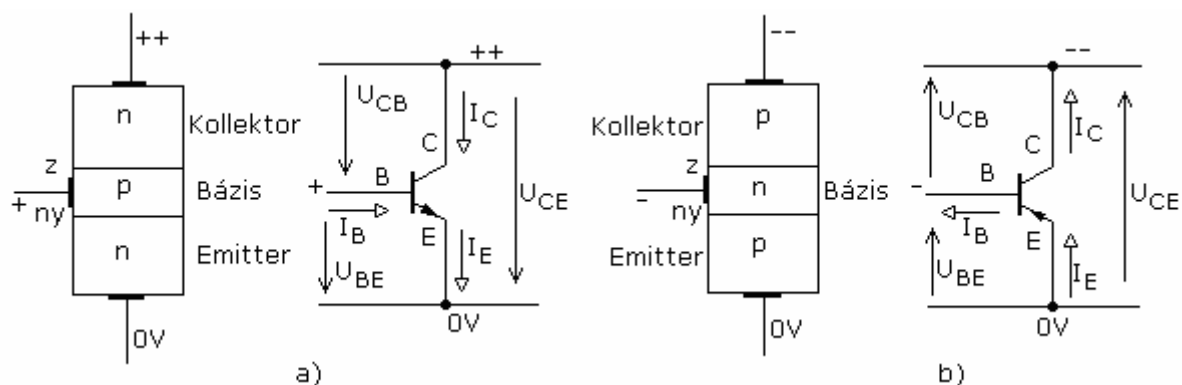 ++
n
Kollektor
z
p
Bázis
+
ny
n
Emitter
0V
++
U CB
I C
C
+
B
U CE
I B
E
I E
U BE
0V
a)
--
p
Kollektor
z
n
Bázis
-
ny
p
Emitter
0V
--
U CB
I C
C
-
B
U CE
I B
E
U BE
I E
0V
b)